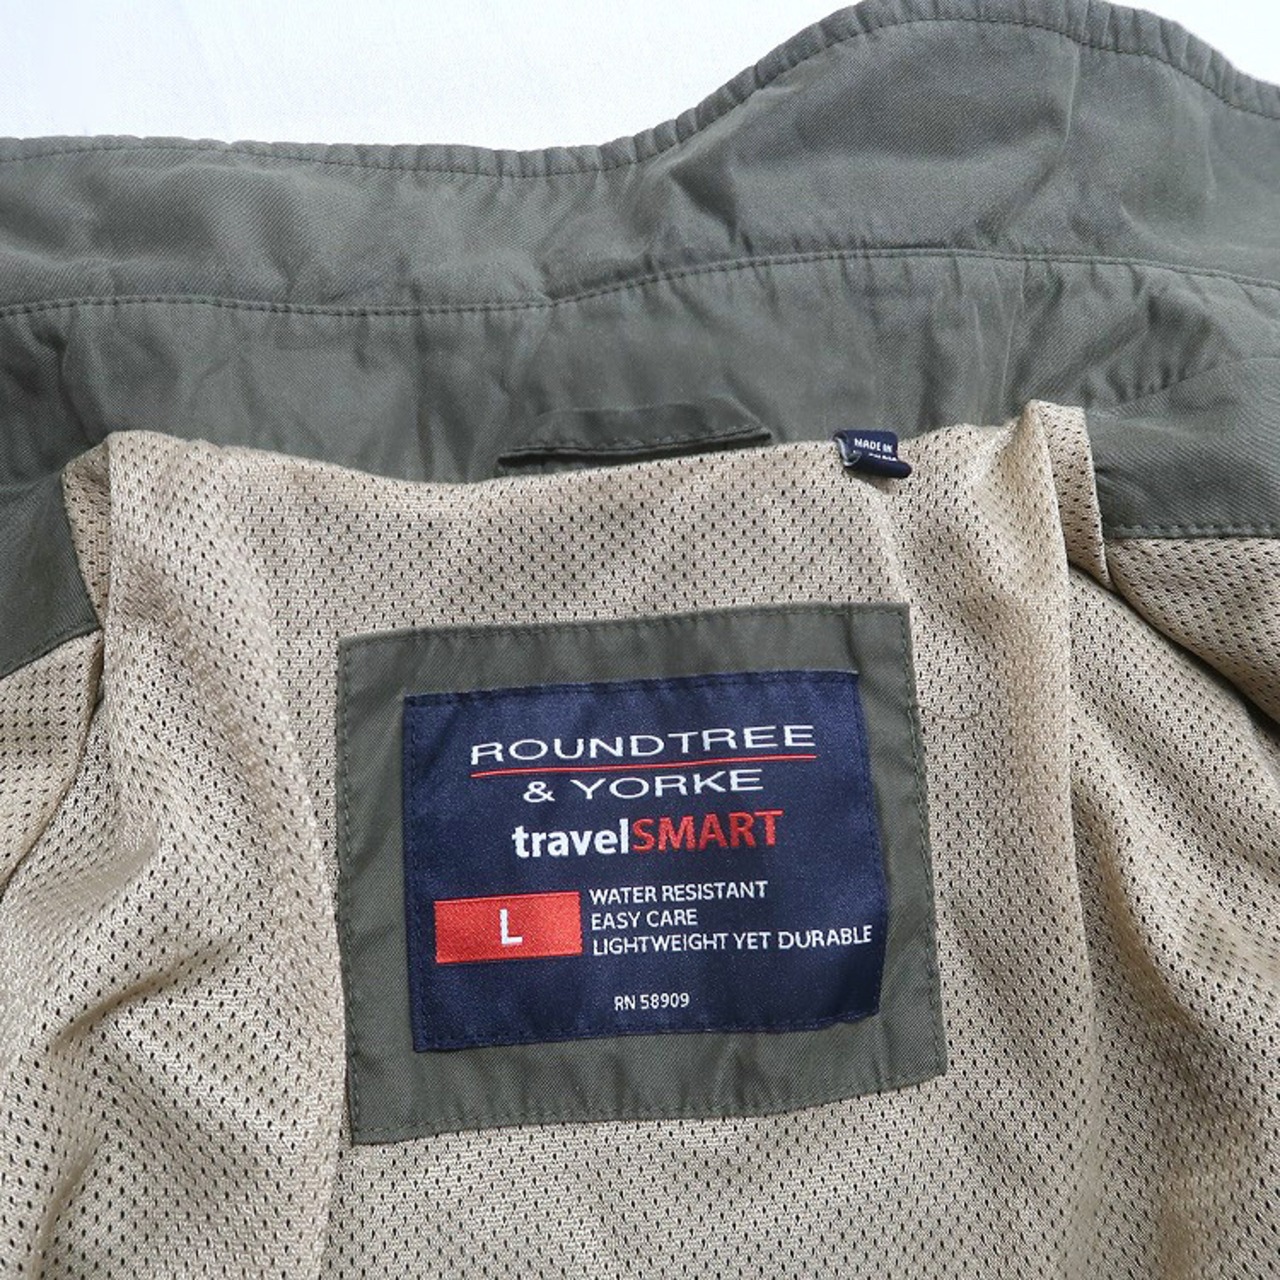 MADE IN
ROUNDTREE
& YORKE
travelSMART
L
WATER RESISTANT
EASY CARE
LIGHTWEIGHT YET DURABLE
RN 58909